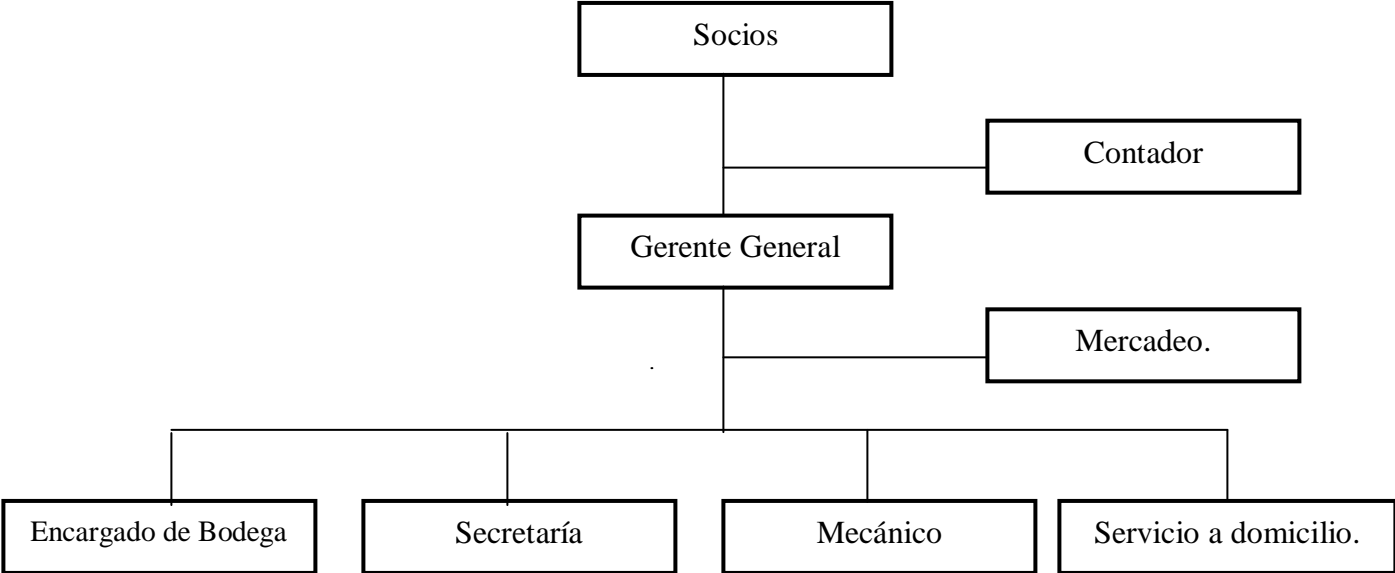 Socios
Contador
Gerente General
Mercadeo.
Encargado de Bodega
Secretaría
Mecánico
Servicio a domicilio.